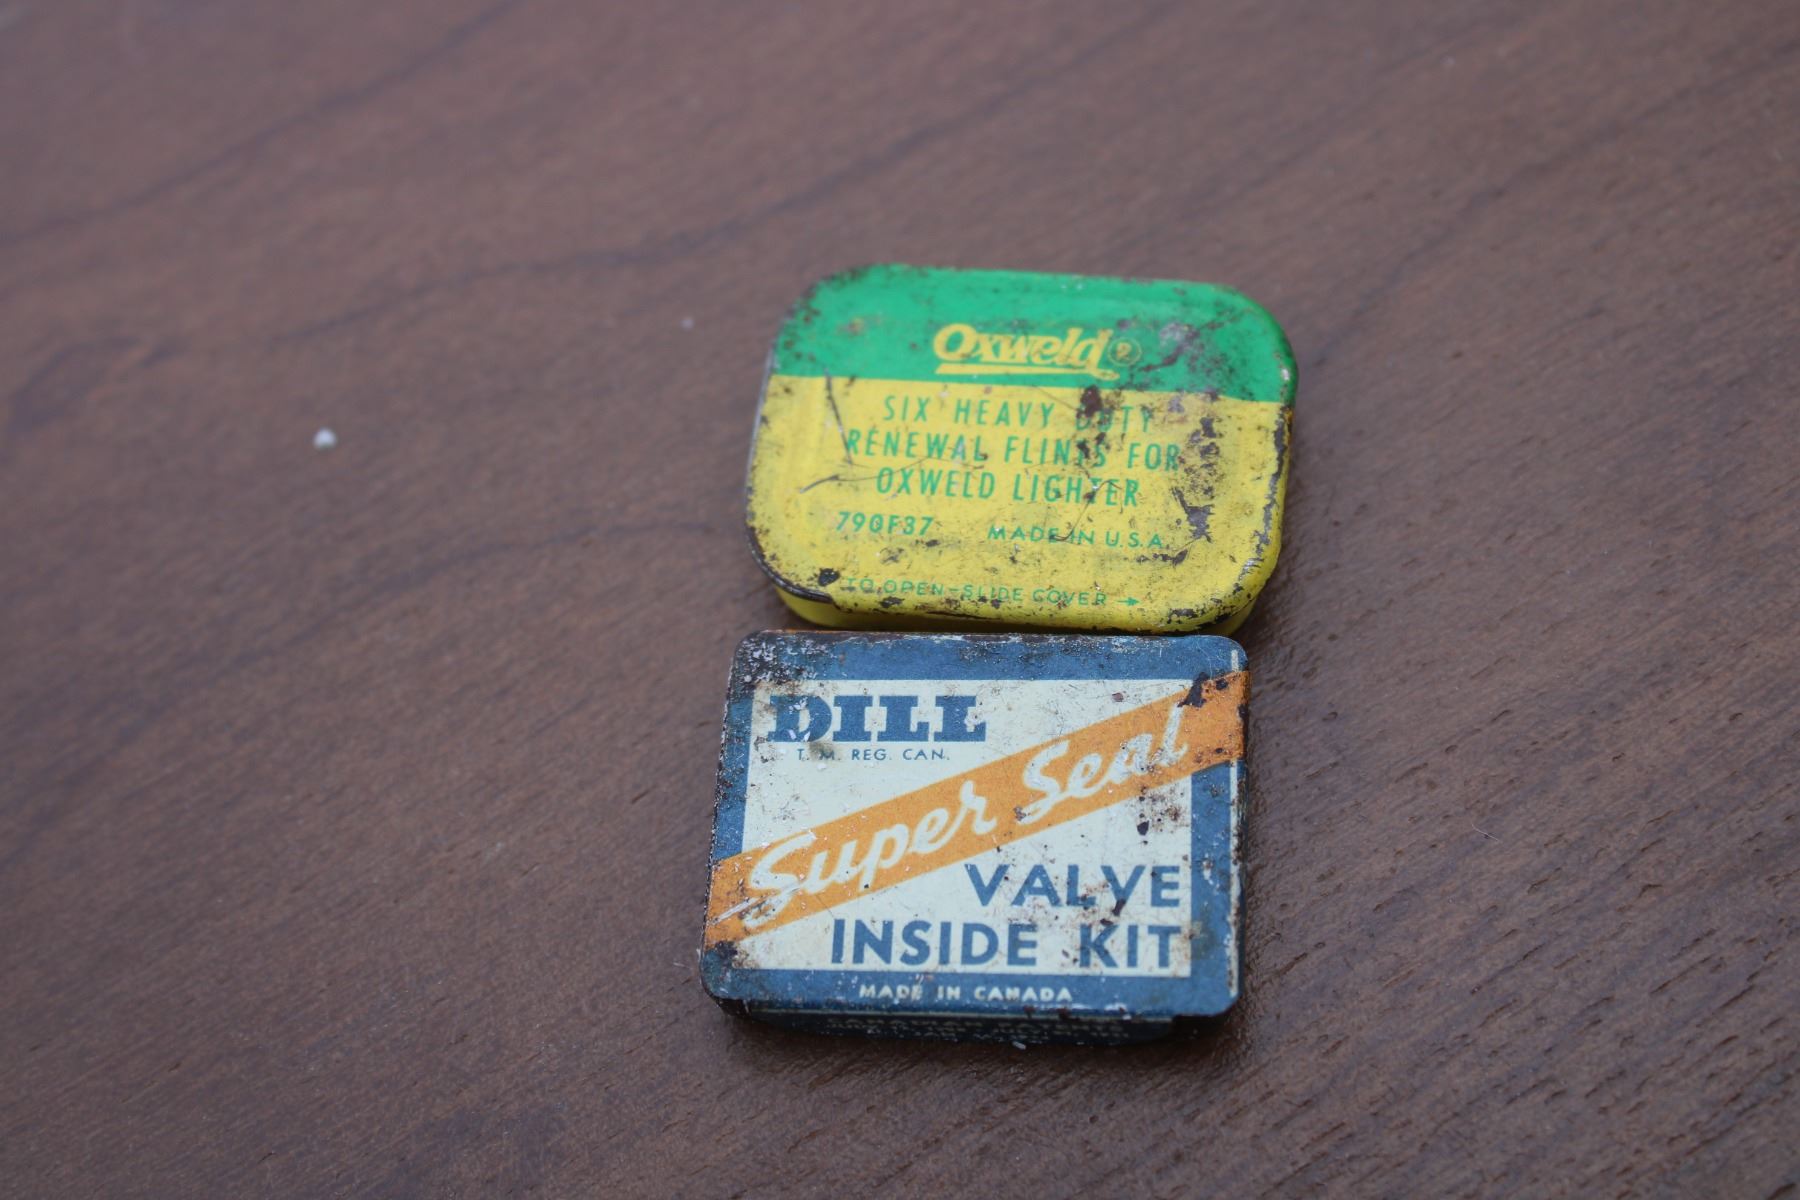 Oxweld ®
SIX HEAVY DUTY
RENEWAL FLINTS FOR
OXWELD LIGHTER
790F37 MADE IN U.S.A.
TO OPEN-SLIDE COVER →
DILL
T. M. REG. CAN.
Super Seal
VALVE
INSIDE KIT
MADE IN CANADA